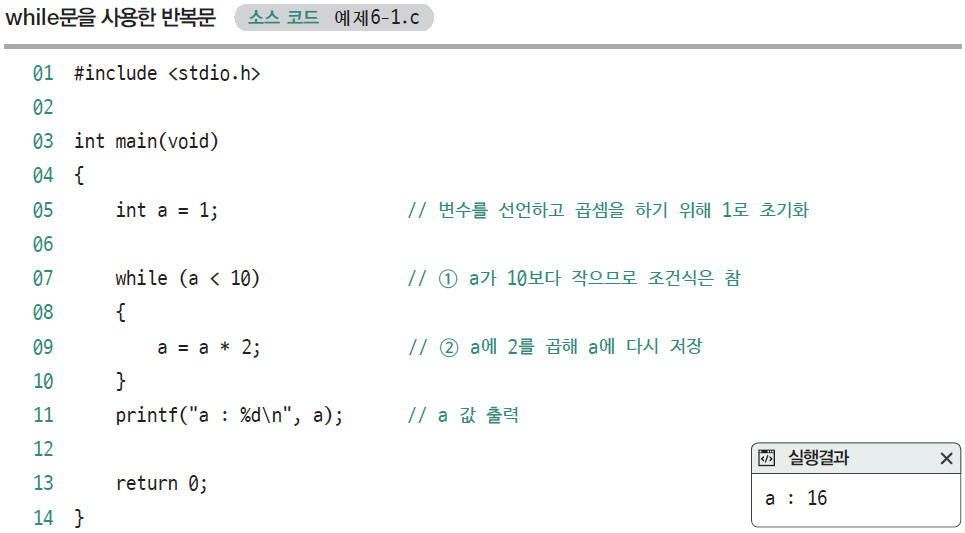 while문을 사용한 반복문 소스 코드 예제6-1.c
01 #include <stdio.h>
02
03 int main(void)
04 {
05     int a = 1; // 변수를 선언하고 곱셈을 하기 위해 1로 초기화
06
07     while (a < 10) // ① a가 10보다 작으므로 조건식은 참
08     {
09         a = a * 2; // ② a에 2를 곱해 a에 다시 저장
10     }
11     printf("a : %d\n", a); // a 값 출력
12
13     return 0;
14 }
실행결과
a : 16